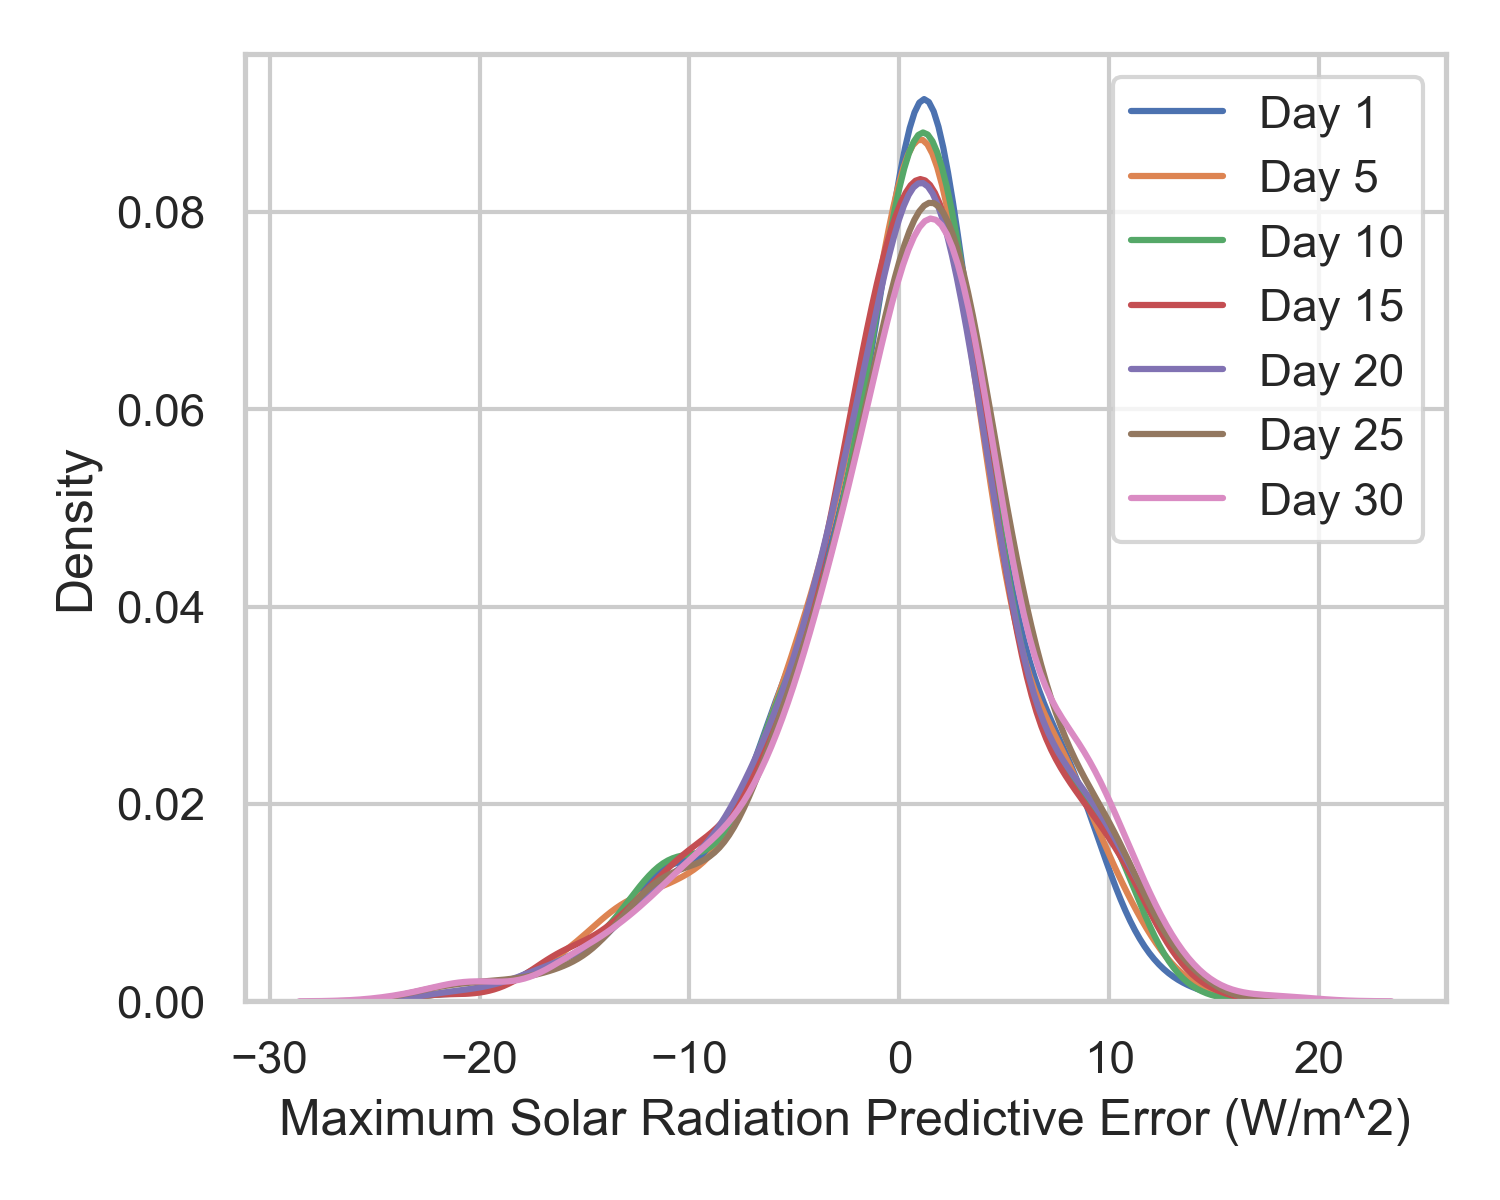 Day 1
Day 5
Day 10
Day 15
Day 20
Day 25
Day 30
0.08
0.06
0.04
0.02
0.00
Density
−30 −20 −10 0 10 20
Maximum Solar Radiation Predictive Error (W/m^2)